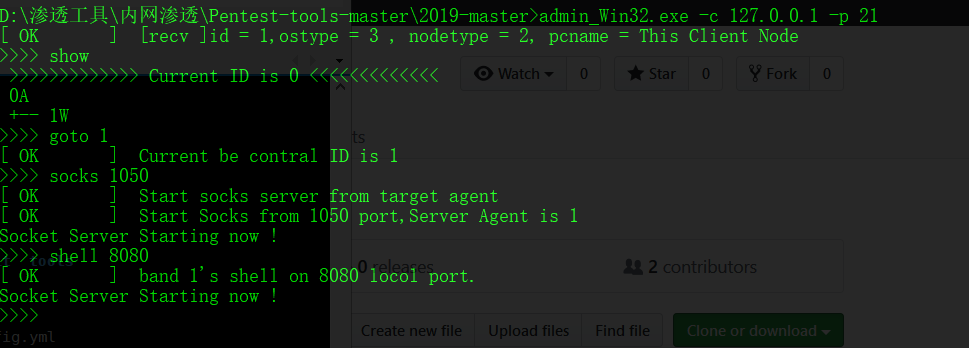 D:\渗透工具\内网渗透\Pentest-tools-master\2019-master>admin_Win32.exe -c 127.0.0.1 -p 21
[ OK      ]  [recv ]id = 1,ostype = 3 , nodetype = 2, pcname = This Client Node
>>>> show
>>>>>>>>>>>>> Current ID is 0 <<<<<<<<<<<<<
Watch 0 Star 0 Fork 0
0A
+-- 1W
>>>> goto 1
ts
[ OK      ]  Current be contral ID is 1
>>>> socks 1050
[ OK      ]  Start socks server from target agent
[ OK      ]  Start Socks from 1050 port,Server Agent is 1
Socket Server Starting now !
>>>> shell 8080
0 releases
2 contributors
[ OK      ]  band 1's shell on 8080 locol port.
Socket Server Starting now !
>>>>
fig.yml
Create new file Upload files Find file Clone or download